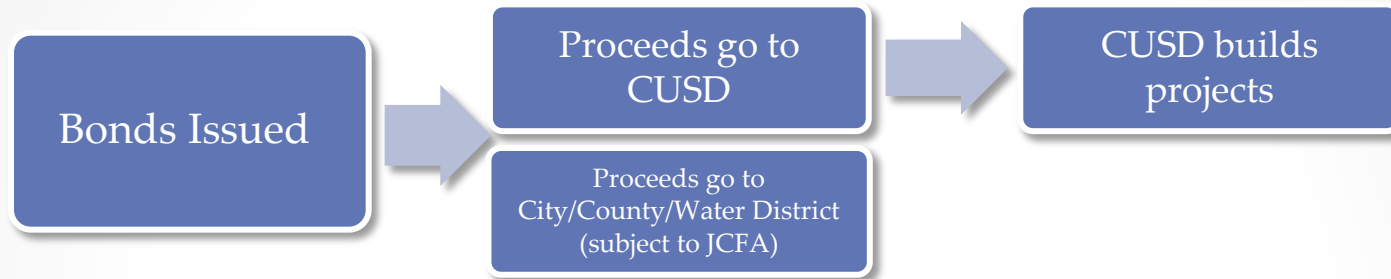 Bonds Issued
Proceeds go to
CUSD
Proceeds go to
City/County/Water District
(subject to JCFA)
CUSD builds
projects